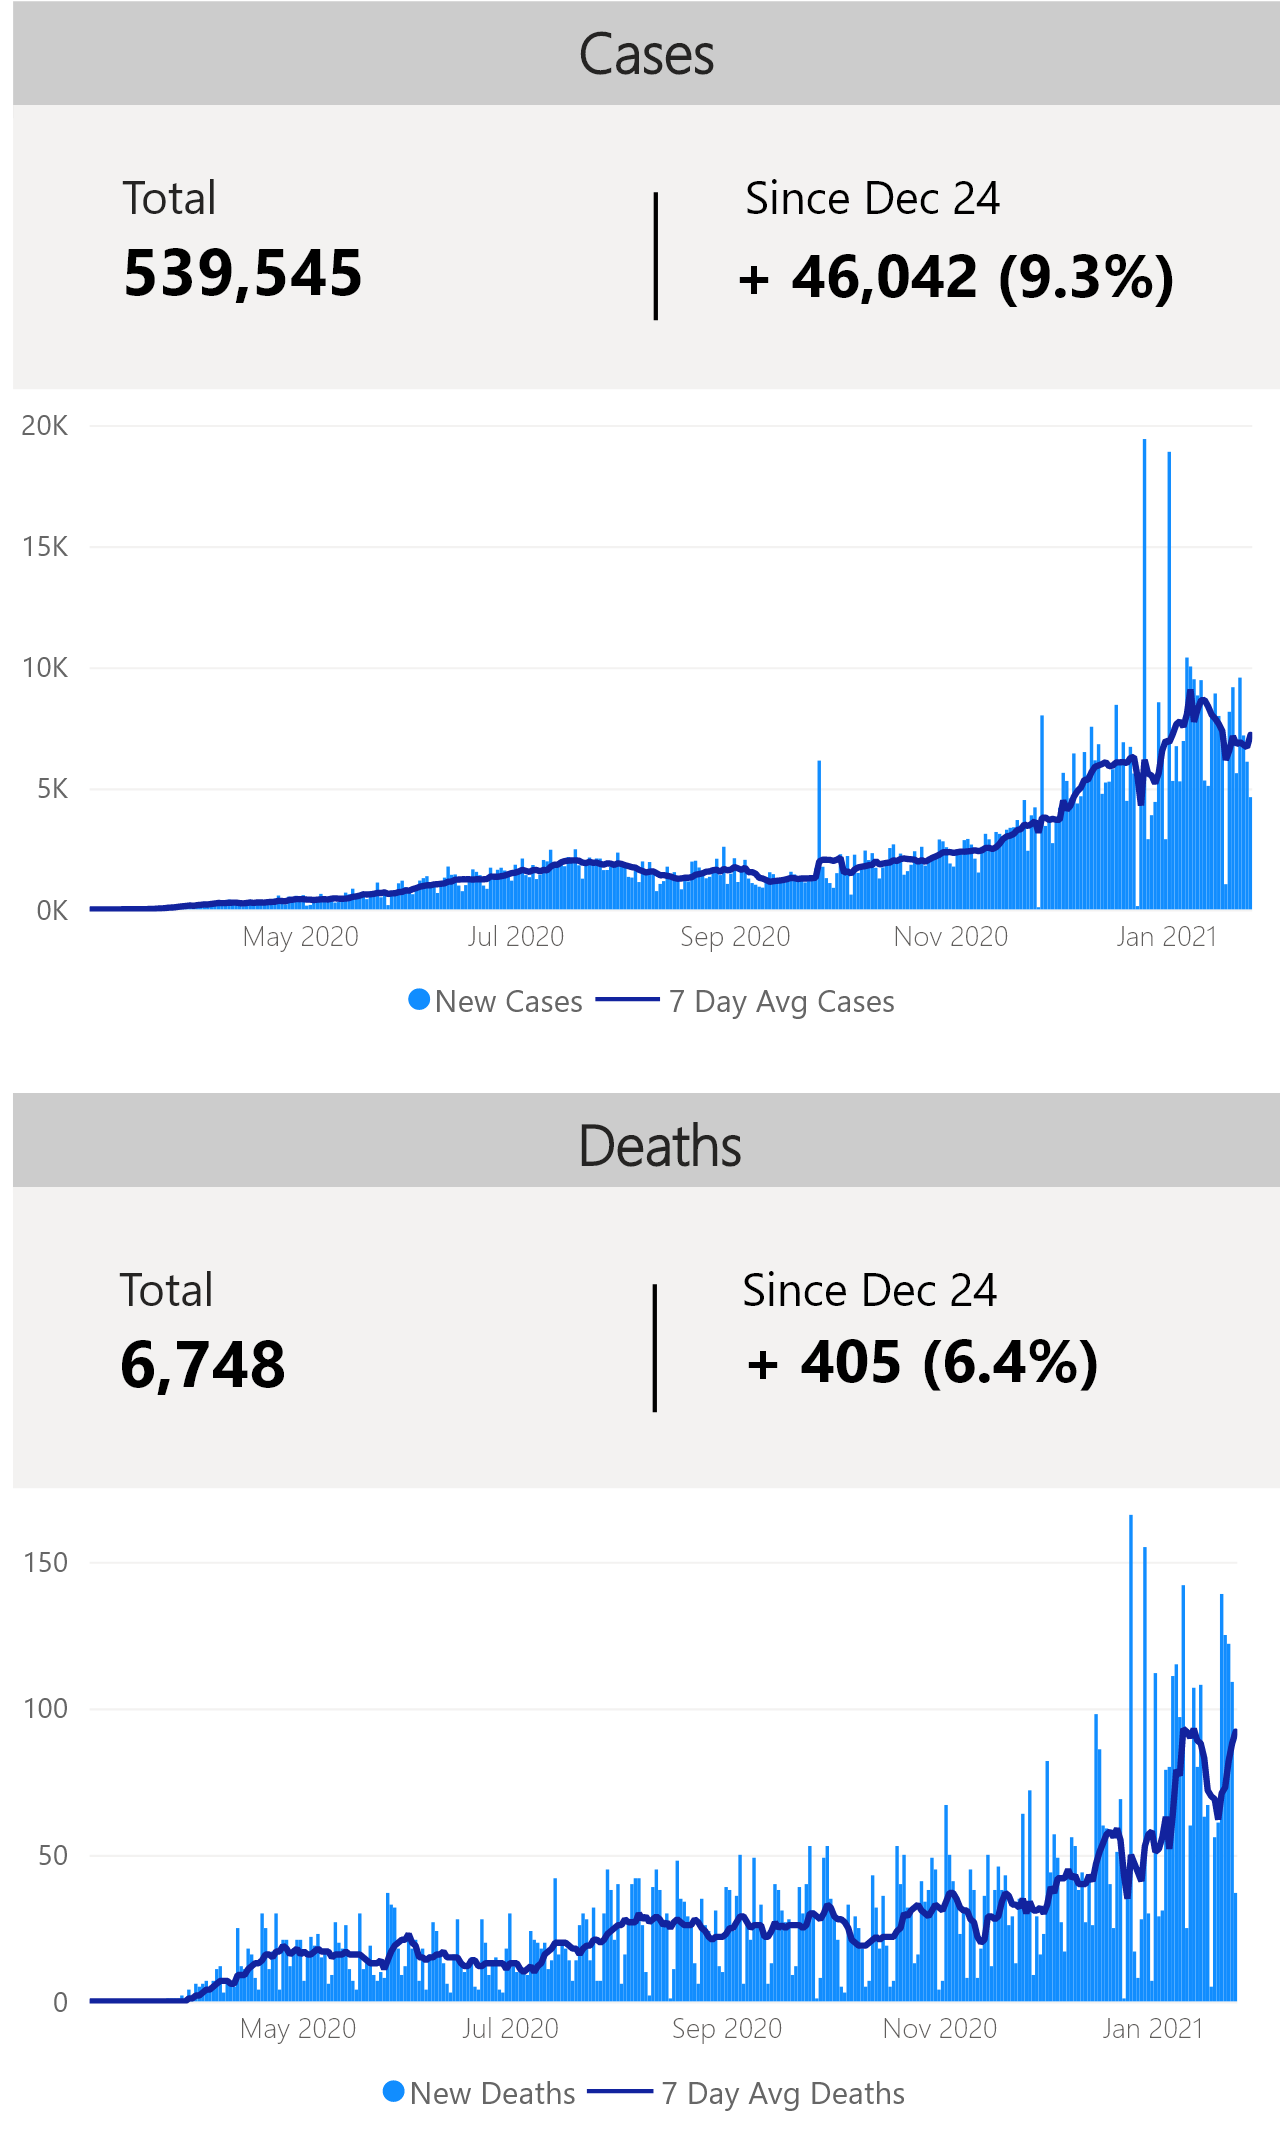 Cases
Total
Since Dec 24
539,545
+ 46,042 (9.3%)
20K
15K
10K
5K
0K
May 2020
Jul 2020
Sep 2020
Nov 2020
Jan 2021
New Cases
7 Day Avg Cases
Deaths
Total
Since Dec 24
6,748
+ 405 (6.4%)
150
100
50
0
May 2020
Jul 2020
Sep 2020
Nov 2020
Jan 2021
New Deaths
7 Day Avg Deaths